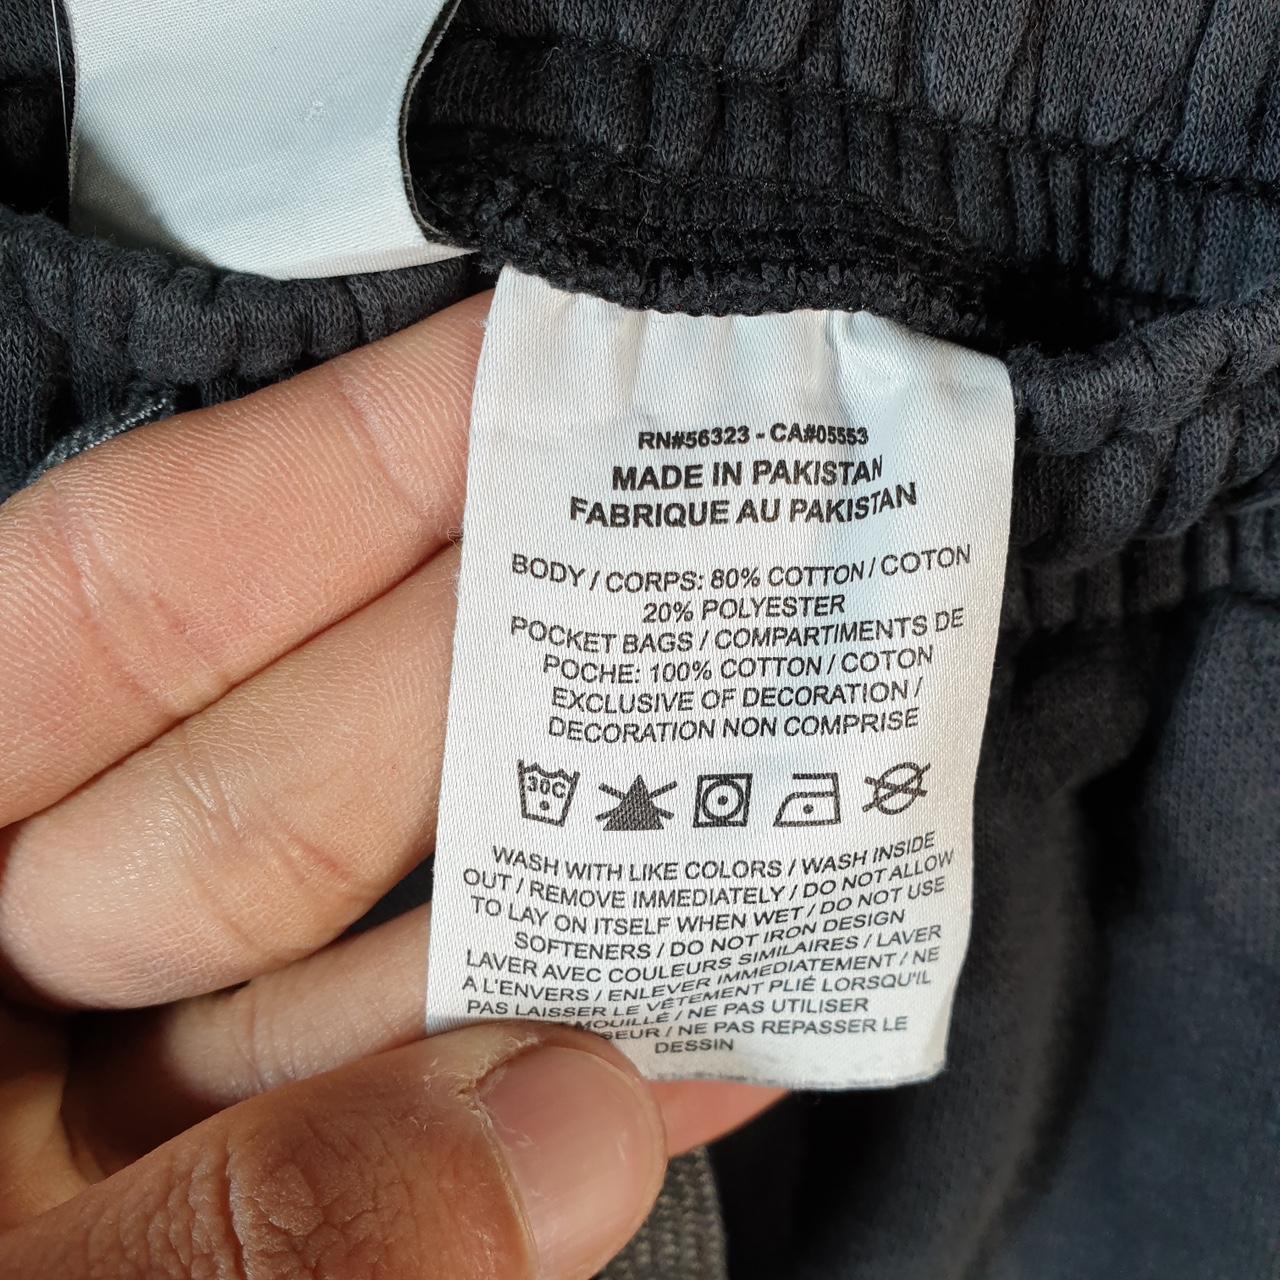 RN#56323 - CA#05553
MADE IN PAKISTAN
FABRIQUE AU PAKISTAN
BODY / CORPS: 80% COTTON / COTON
20% POLYESTER
POCKET BAGS / COMPARTIMENTS DE
POCHE: 100% COTTON / COTON
EXCLUSIVE OF DECORATION /
DECORATION NON COMPRISE
30C
WASH WITH LIKE COLORS / WASH INSIDE
OUT / REMOVE IMMEDIATELY / DO NOT ALLOW
TO LAY ON ITSELF WHEN WET / DO NOT USE
SOFTENERS / DO NOT IRON DESIGN
LAVER AVEC COULEURS SIMILAIRES / LAVER
A L'ENVERS / ENLEVER IMMEDIATEMENT / NE
PAS LAISSER LE VÊTEMENT PLIÉ LORSQU'IL
MOUILLÉ / NE PAS UTILISER
/ NE PAS REPASSER LE
DESSIN